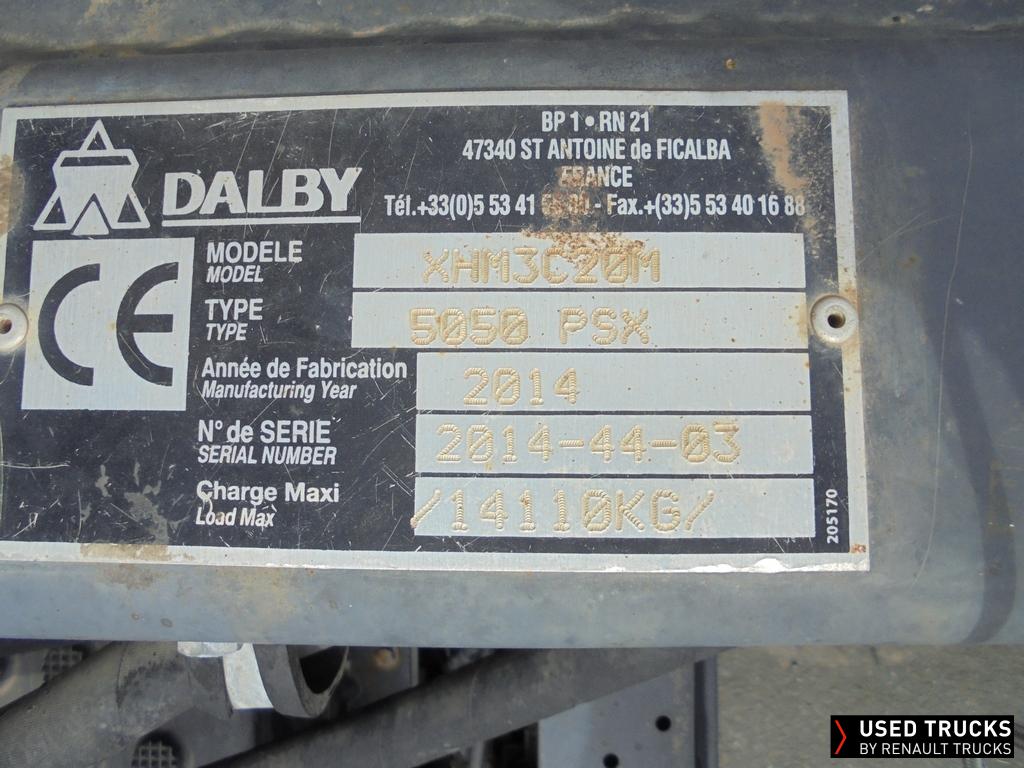 BP 1 • RN 21
47340 ST ANTOINE de FICALBA
FRANCE
Tél.+33(0)5 53 41 - Fax.+(33)5 53 40 16 88
DALBY
CE
MODELE
MODEL
XHM3C20M
TYPE
TYPE
5050 PSX
Année de Fabrication
Manufacturing Year
2014
N° de SERIE
SERIAL NUMBER
2014-44-03
Charge Maxi
Load Max
/14110KG/
205170
USED TRUCKS
BY RENAULT TRUCKS